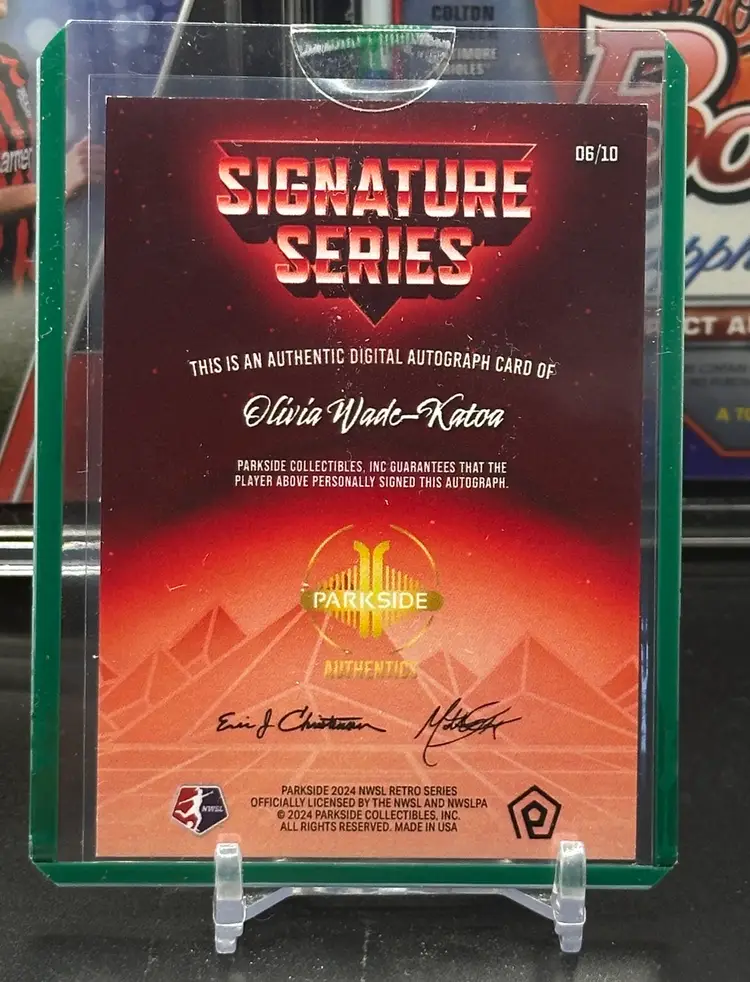 COLTON
06/10
SIGNATURE
SERIES
THIS IS AN AUTHENTIC DIGITAL AUTOGRAPH CARD OF
Olivia Wade-Katoa
PARKSIDE COLLECTIBLES, INC GUARANTEES THAT THE
PLAYER ABOVE PERSONALLY SIGNED THIS AUTOGRAPH.
PARKSIDE
AUTHENTICS
NWSL
PARKSIDE 2024 NWSL RETRO SERIES
OFFICIALLY LICENSED BY THE NWSL AND NWSLPA
© 2024 PARKSIDE COLLECTIBLES, INC.
ALL RIGHTS RESERVED. MADE IN USA